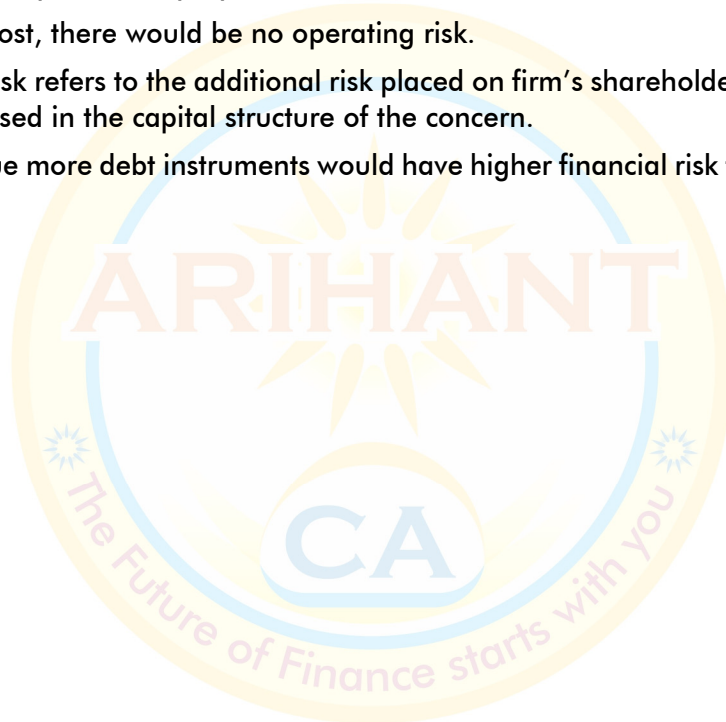 ost, there would be no operating risk.
sk refers to the additional risk placed on firm's shareholde
sed in the capital structure of the concern.
ue more debt instruments would have higher financial risk
ARIHANT
CA
The Future of Finance starts with you